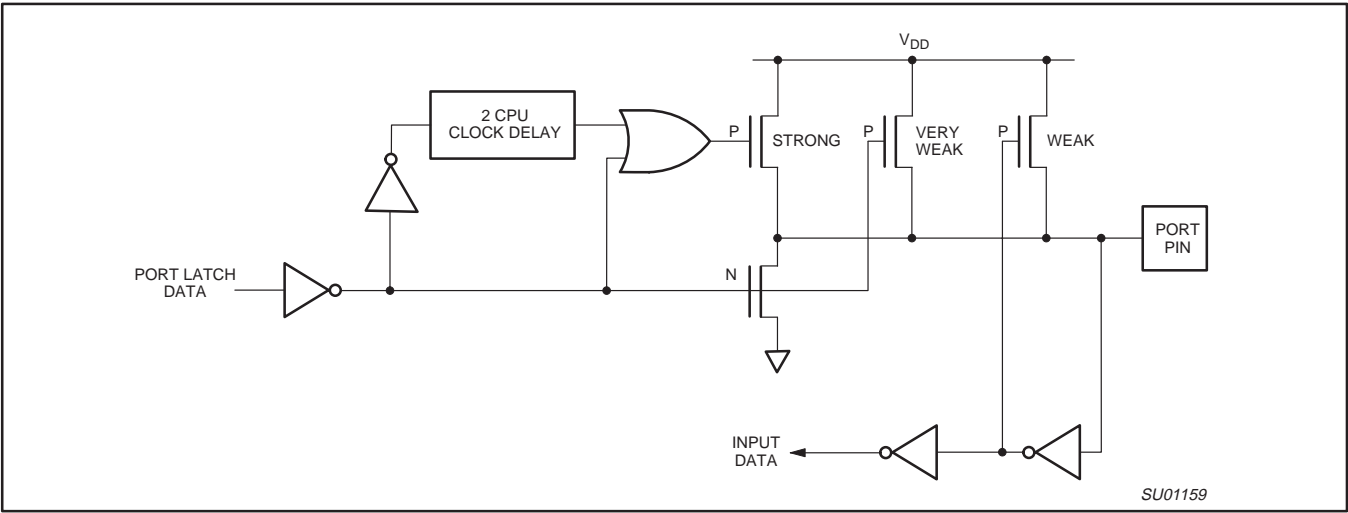 V_DD
2 CPU
CLOCK DELAY
P
STRONG
P
VERY
WEAK
P
WEAK
PORT
PIN
PORT LATCH
DATA
N
INPUT
DATA
SU01159